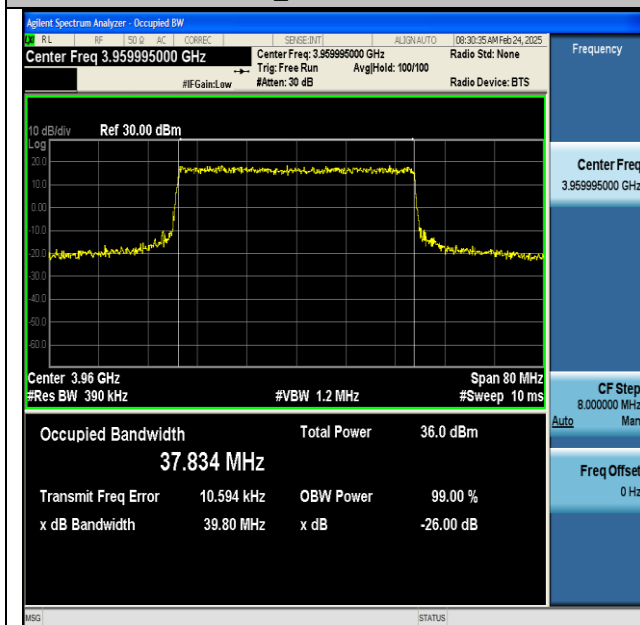 Agilent Spectrum Analyzer - Occupied BW
LXI RL RF 50 Ω AC CORREC SENSE:INT ALIGN AUTO 08:30:35 AM Feb 24, 2025
Center Freq 3.959995000 GHz
Center Freq: 3.959995000 GHz
Radio Std: None
Trig: Free Run Avg|Hold: 100/100
#IFGain:Low #Atten: 30 dB Radio Device: BTS
Frequency
10 dB/div Ref 30.00 dBm
Log
20.0
10.0
0.00
-10.0
-20.0
-30.0
-40.0
-50.0
-60.0
Center 3.96 GHz Span 80 MHz
#Res BW 390 kHz #VBW 1.2 MHz #Sweep 10 ms
Center Freq
3.959995000 GHz
CF Step
8.000000 MHz
Auto Man
Freq Offset
0 Hz
Occupied Bandwidth Total Power 36.0 dBm
37.834 MHz
Transmit Freq Error 10.594 kHz OBW Power 99.00 %
x dB Bandwidth 39.80 MHz x dB -26.00 dB
MSG STATUS